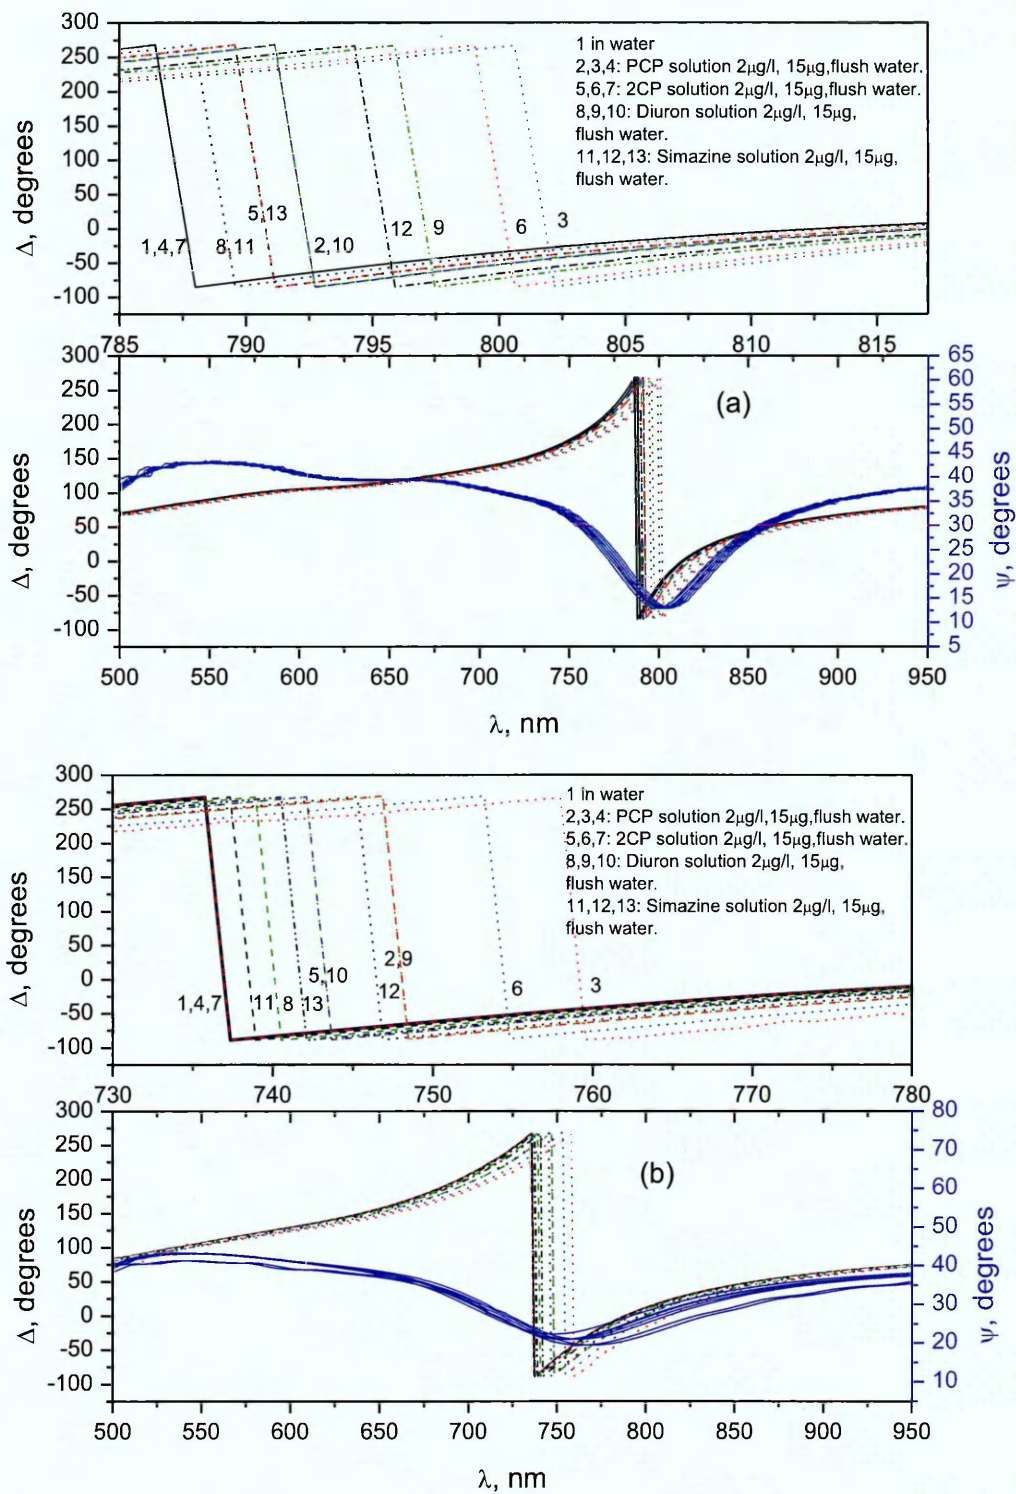 300
250
200
150
100
50
0
-50
-100
Δ, degrees
1 in water
2,3,4: PCP solution 2µg/l, 15µg,flush water.
5,6,7: 2CP solution 2µg/l, 15µg,flush water.
8,9,10: Diuron solution 2µg/l, 15µg,
flush water.
11,12,13: Simazine solution 2µg/l, 15µg,
flush water.
1,4,7
8,11
5,13
2,10
12
9
6
3
785 790 795 800 805 810 815
300
250
200
150
100
50
0
-50
-100
Δ, degrees
(a)
65
60
55
50
45
40
35
30
25
20
15
10
5
ψ, degrees
500 550 600 650 700 750 800 850 900 950
λ, nm
300
250
200
150
100
50
0
-50
-100
Δ, degrees
1 in water
2,3,4: PCP solution 2µg/l,15µg,flush water.
5,6,7: 2CP solution 2µg/l, 15µg,flush water.
8,9,10: Diuron solution 2µg/l, 15µg,
flush water.
11,12,13: Simazine solution 2µg/l, 15µg,
flush water.
1,4,7
11
8
13
5,10
12
2,9
6
3
730 740 750 760 770 780
300
250
200
150
100
50
0
-50
-100
Δ, degrees
(b)
80
70
60
50
40
30
20
10
ψ, degrees
500 550 600 650 700 750 800 850 900 950
λ, nm